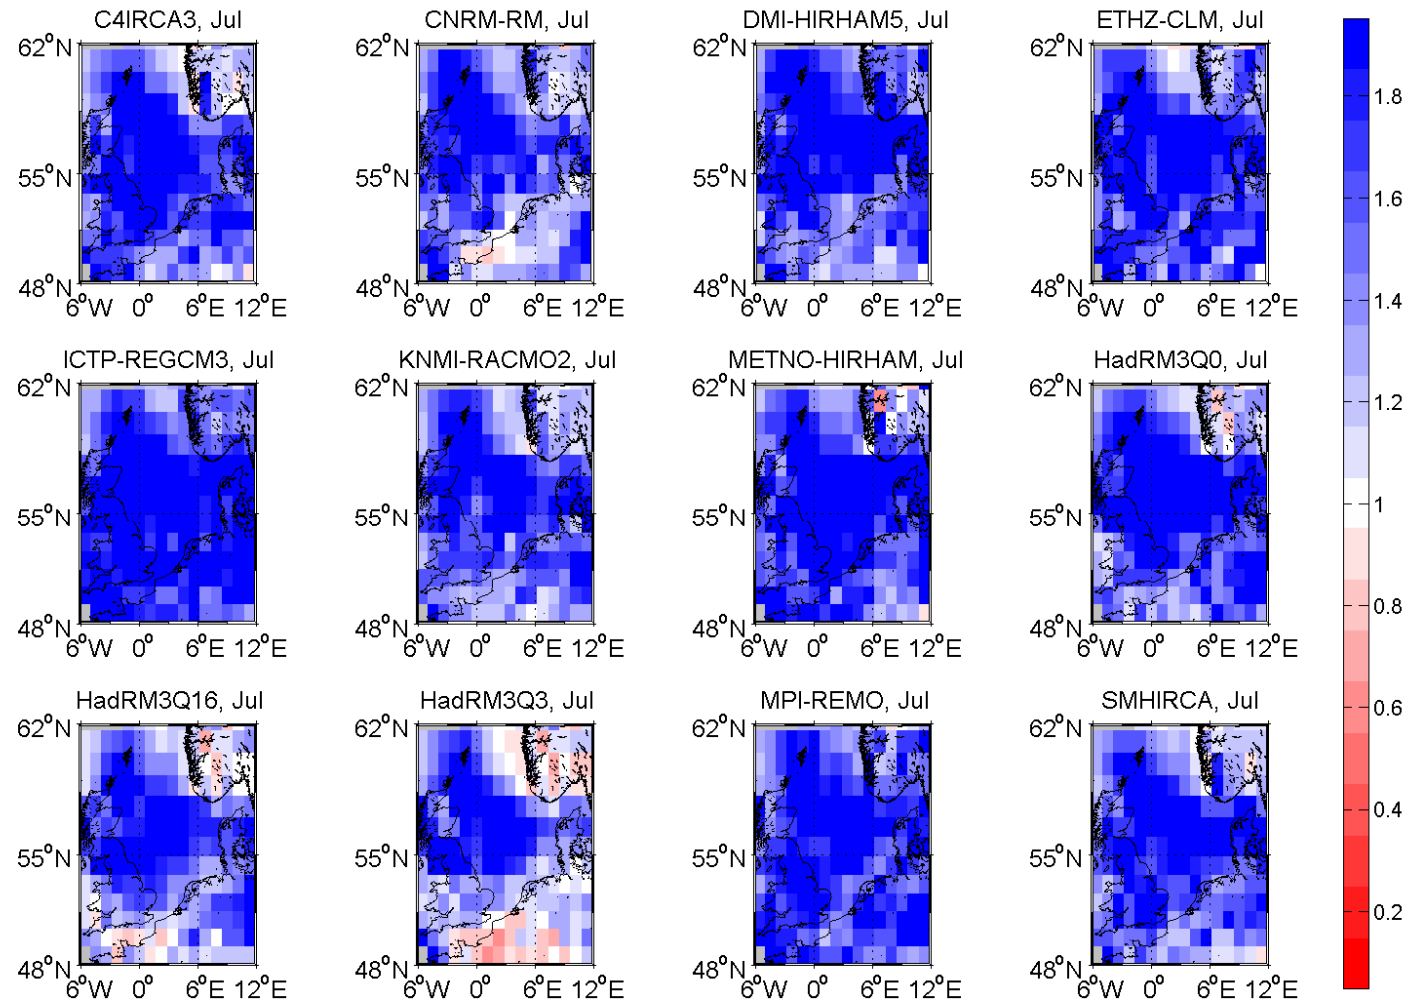 C4IRCA3, Jul
CNRM-RM, Jul
DMI-HIRHAM5, Jul
ETHZ-CLM, Jul
62°N 62°N 62°N 62°N
55°N 55°N 55°N 55°N
48°N 48°N 48°N 48°N
6°W 0° 6°E 12°E 6°W 0° 6°E 12°E 6°W 0° 6°E 12°E 6°W 0° 6°E 12°E
ICTP-REGCM3, Jul
KNMI-RACMO2, Jul
METNO-HIRHAM, Jul
HadRM3Q0, Jul
62°N 62°N 62°N 62°N
55°N 55°N 55°N 55°N
48°N 48°N 48°N 48°N
6°W 0° 6°E 12°E 6°W 0° 6°E 12°E 6°W 0° 6°E 12°E 6°W 0° 6°E 12°E
HadRM3Q16, Jul
HadRM3Q3, Jul
MPI-REMO, Jul
SMHIRCA, Jul
62°N 62°N 62°N 62°N
55°N 55°N 55°N 55°N
48°N 48°N 48°N 48°N
6°W 0° 6°E 12°E 6°W 0° 6°E 12°E 6°W 0° 6°E 12°E 6°W 0° 6°E 12°E
1.8
1.6
1.4
1.2
1
0.8
0.6
0.4
0.2